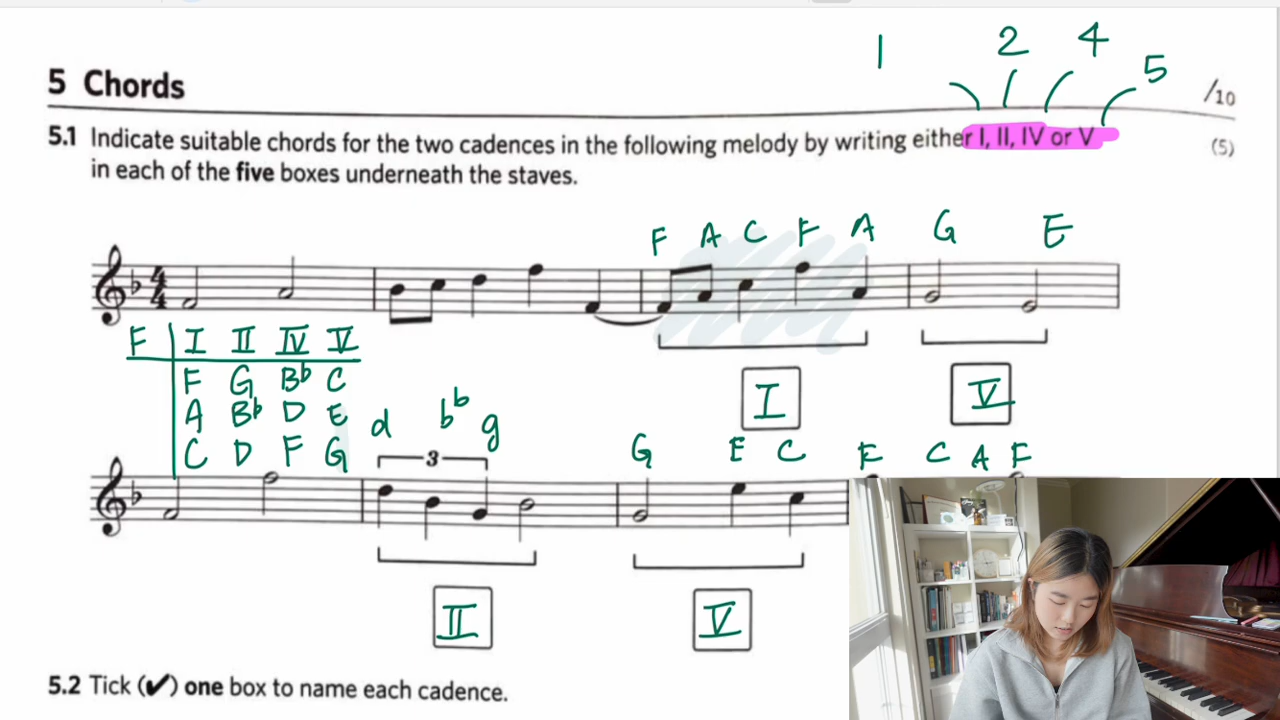 1 2 4 5
5 Chords /10
5.1 Indicate suitable chords for the two cadences in the following melody by writing either I, II, IV or V (5)
in each of the five boxes underneath the staves.
F A C F A G E
4
4
F I II IV V
F G B♭ C
A B♭ D E
C D F G
I V
d b♭ g
3
G E C F C A F
II V
5.2 Tick (✔) one box to name each cadence.